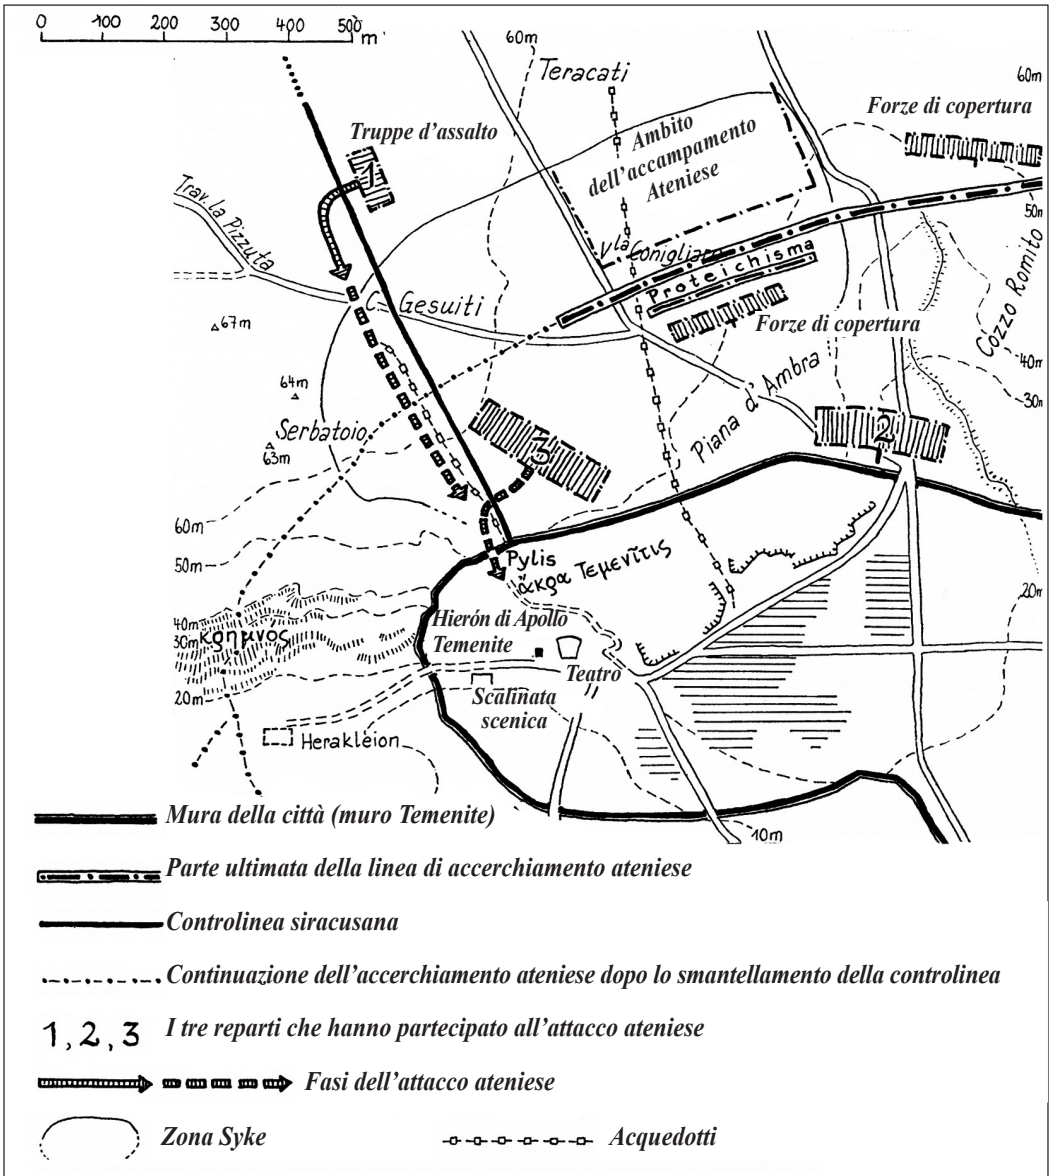 0 100 200 300 400 500 m
60m
Teracati
60m
Forze di copertura
Truppe d'assalto
Ambito
dell'accampamento
Ateniese
1
Trav. la Pizzuta
50m
Vla Conigliaro
Proteichisma
Cozzo Romito
C. Gesuiti
67m
Forze di copertura
40m
64m
Piana d'Ambra
30m
Serbatoio
2
63m
3
60m
50m
Pylis
ἄκρα Τεμενῖτις
20m
40m
Hierón di Apollo
Temenite
30m
κρημνος
Teatro
20m
Scalinata
scenica
Herakleion
10m
Mura della città (muro Temenite)
Parte ultimata della linea di accerchiamento ateniese
Controlinea siracusana
Continuazione dell'accerchiamento ateniese dopo lo smantellamento della controlinea
1, 2, 3 I tre reparti che hanno partecipato all'attacco ateniese
Fasi dell'attacco ateniese
Zona Syke
Acquedotti